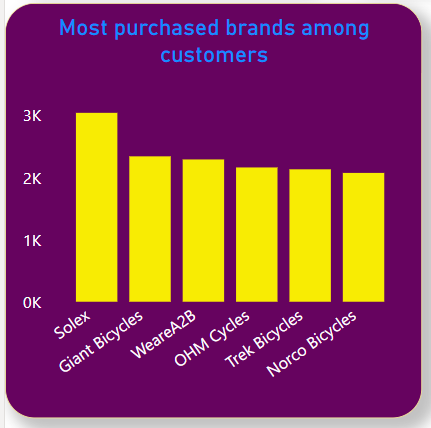 Most purchased brands among
customers
3K
2K
1K
0K
Solex
Giant Bicycles
WeareA2B
OHM Cycles
Trek Bicycles
Norco Bicycles